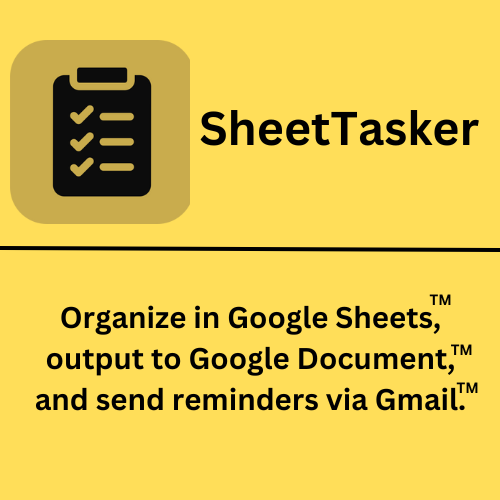 SheetTasker
Organize in Google Sheets,™
output to Google Document,™
and send reminders via Gmail.™